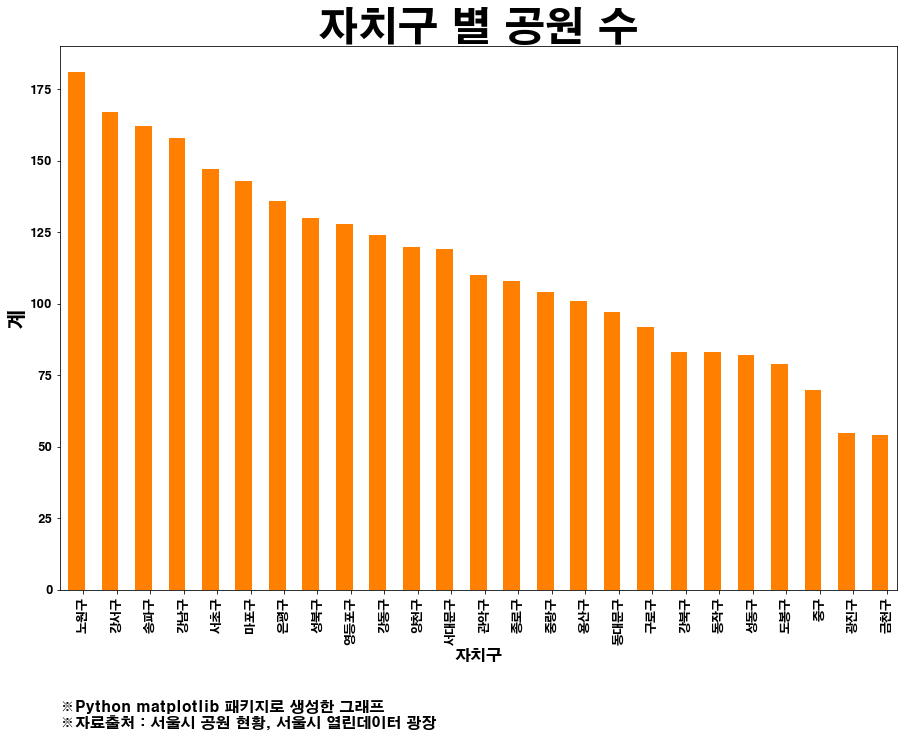 자치구 별 공원 수
계
175
150
125
100
75
50
25
0
노원구
강서구
송파구
강남구
서초구
마포구
은평구
성북구
영등포구
강동구
양천구
서대문구
관악구
종로구
중랑구
용산구
동대문구
구로구
강북구
동작구
성동구
도봉구
중구
광진구
금천구
자치구
※Python matplotlib 패키지로 생성한 그래프
※자료출처 : 서울시 공원 현황, 서울시 열린데이터 광장